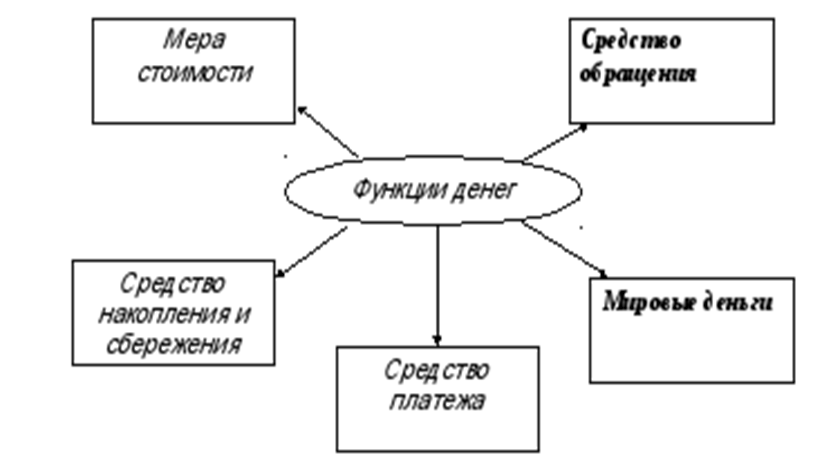 Мера
стоимости
Средство
обращения
Функции денег
Средство
накопления и
сбережения
Мировые деньги
Средство
платежа